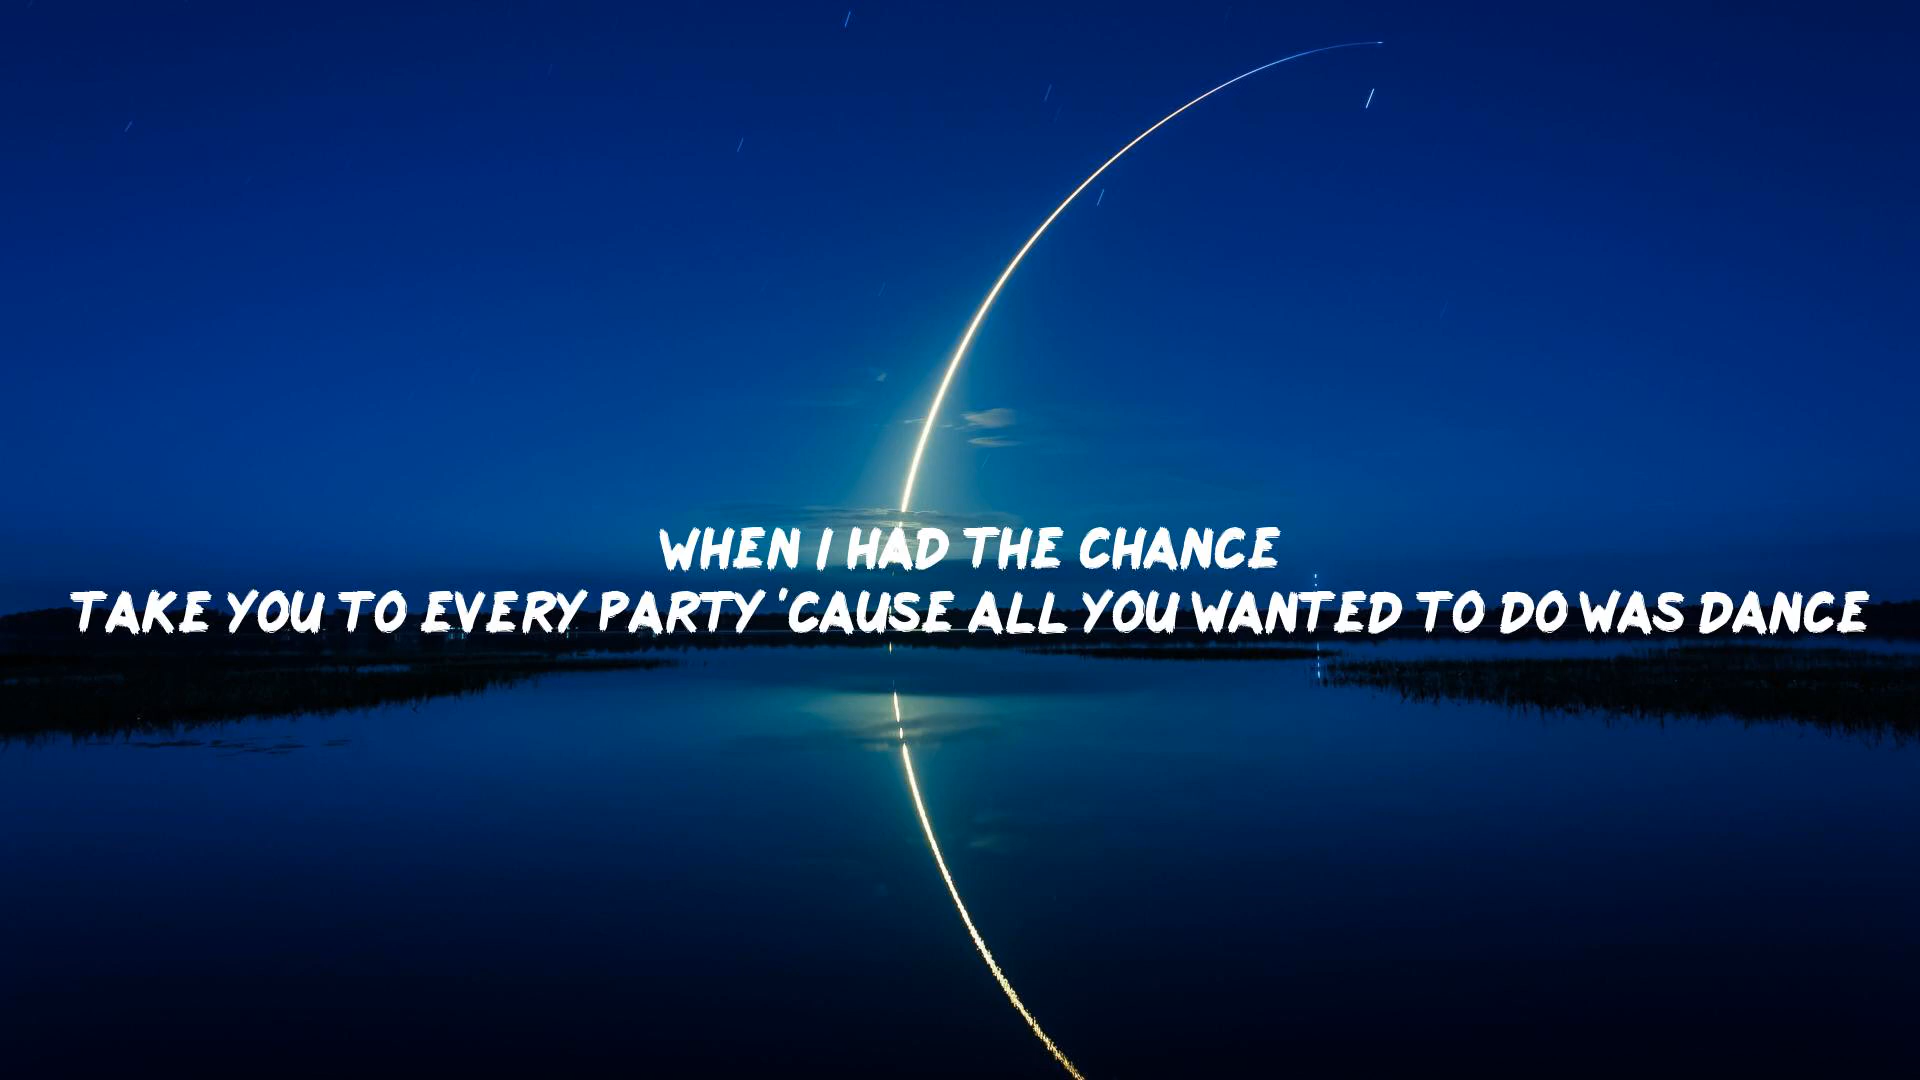 WHEN I HAD THE CHANCE
TAKE YOU TO EVERY PARTY 'CAUSE ALL YOU WANTED TO DO WAS DANCE